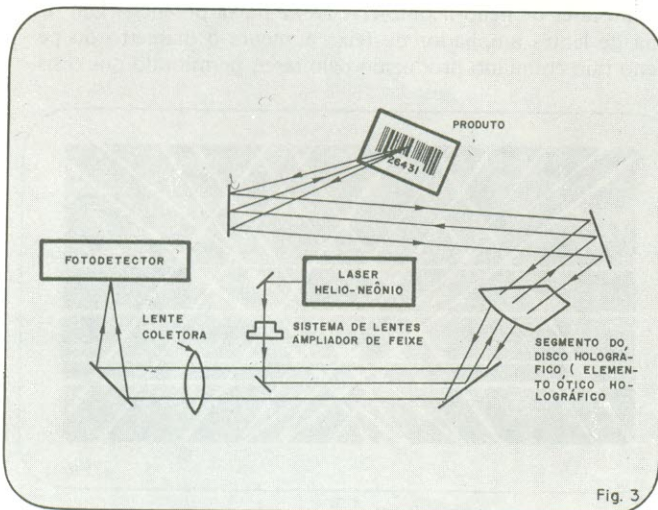 PRODUTO
26431
FOTODETECTOR
LASER
HELIO-NEÔNIO
LENTE
COLETORA
SISTEMA DE LENTES
AMPLIADOR DE FEIXE
SEGMENTO DO,
DISCO HOLOGRA-
FICO, ( ELEMEN-
TO ÓTICO HO-
LOGRÁFICO
Fig. 3